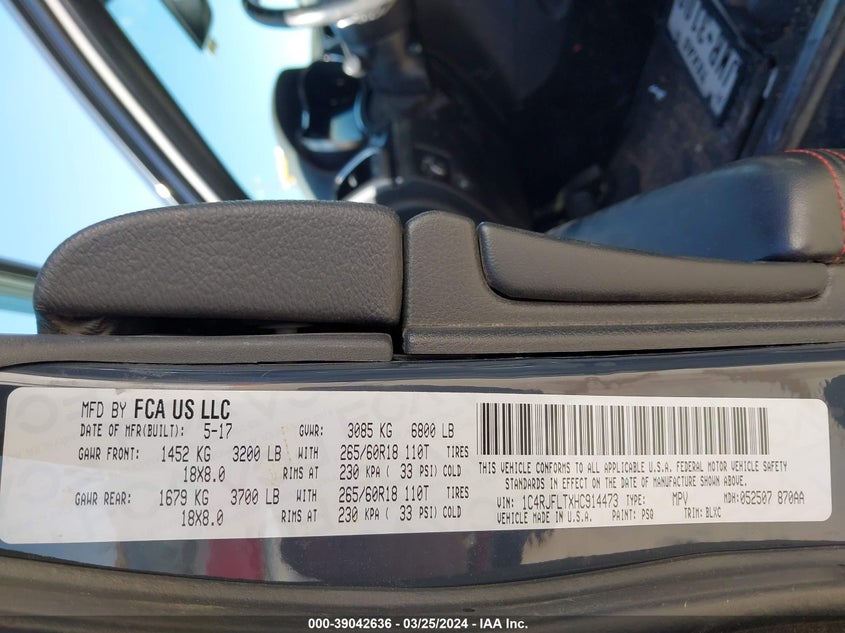 MFD BY FCA US LLC
DATE OF MFR(BUILT): 5-17 GVWR: 3085 KG 6800 LB
GAWR FRONT: 1452 KG 3200 LB WITH 265/60R18 110T TIRES
18X8.0 RIMS AT 230 KPA ( 33 PSI) COLD
GAWR REAR: 1679 KG 3700 LB WITH 265/60R18 110T TIRES
18X8.0 RIMS AT 230 KPA ( 33 PSI) COLD
THIS VEHICLE CONFORMS TO ALL APPLICABLE U.S.A. FEDERAL MOTOR VEHICLE SAFETY
STANDARDS IN EFFECT ON THE DATE OF MANUFACTURE SHOWN ABOVE.
VIN: 1C4RJFLTXHC914473 TYPE: MPV MDH: 052507 870AA
VEHICLE MADE IN U.S.A. PAINT: PSQ TRIM: BLXC
000-39042636 - 03/25/2024 - IAA Inc.